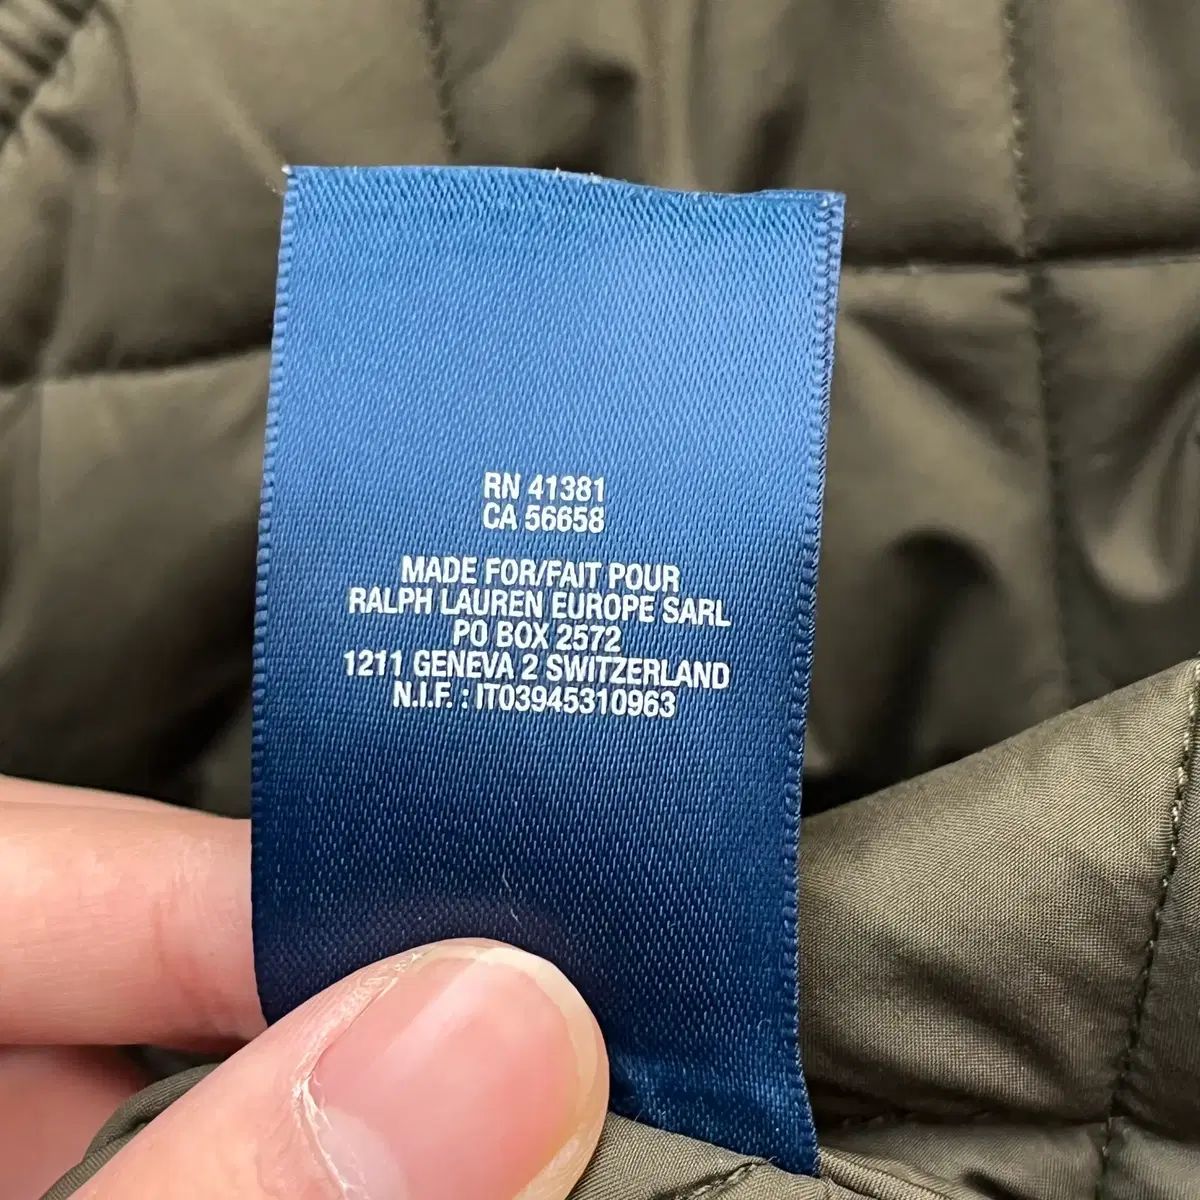 RN 41381
CA 56658
MADE FOR/FAIT POUR
RALPH LAUREN EUROPE SARL
PO BOX 2572
1211 GENEVA 2 SWITZERLAND
N.I.F. : IT03945310963